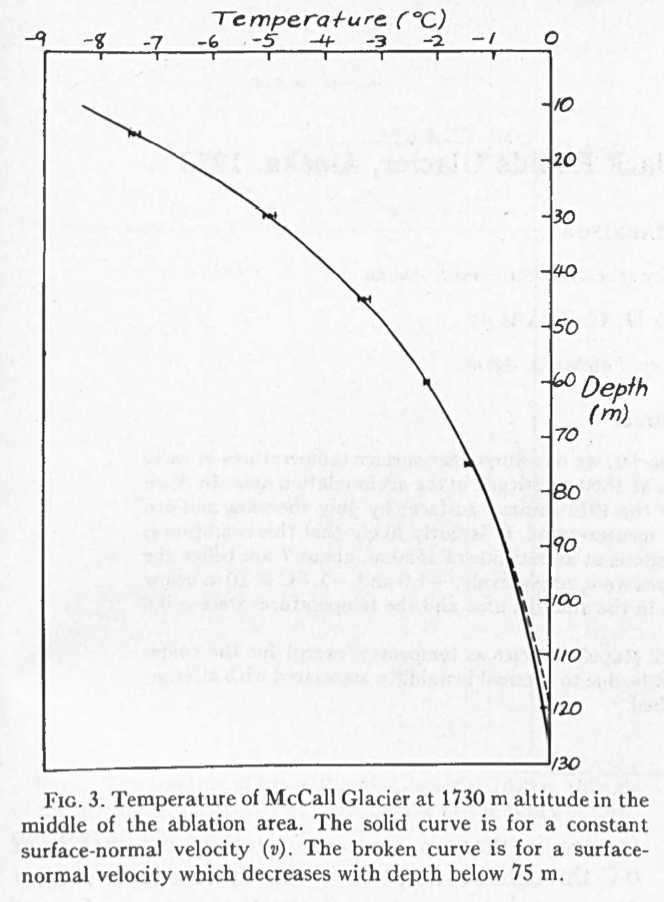 Temperature (°C)
-9 -8 -7 -6 -5 -4 -3 -2 -1 0
10
20
30
40
50
60
Depth
(m)
70
80
90
100
110
120
130
FIG. 3. Temperature of McCall Glacier at 1730 m altitude in the
middle of the ablation area. The solid curve is for a constant
surface-normal velocity (v). The broken curve is for a surface-
normal velocity which decreases with depth below 75 m.